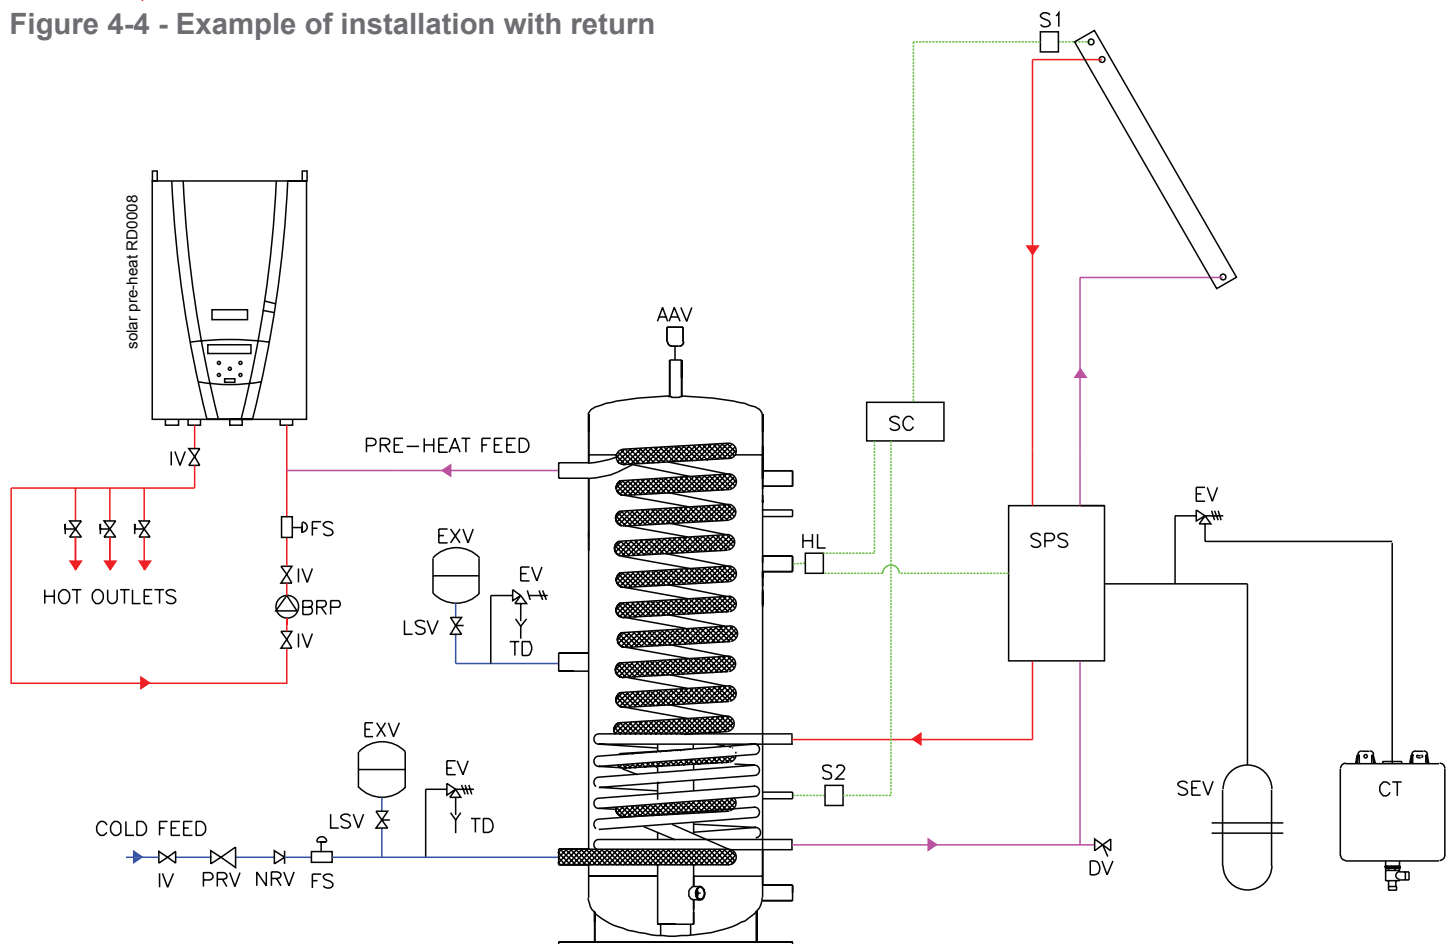 Figure 4-4 - Example of installation with return
S1
solar pre-heat RD0008
AAV
SC
PRE-HEAT FEED
IV
EV
FS
SPS
EXV
HL
IV
EV
HOT OUTLETS
BRP
LSV
IV
TD
EXV
EV
S2
SEV
CT
LSV
TD
COLD FEED
DV
IV
PRV
NRV
FS